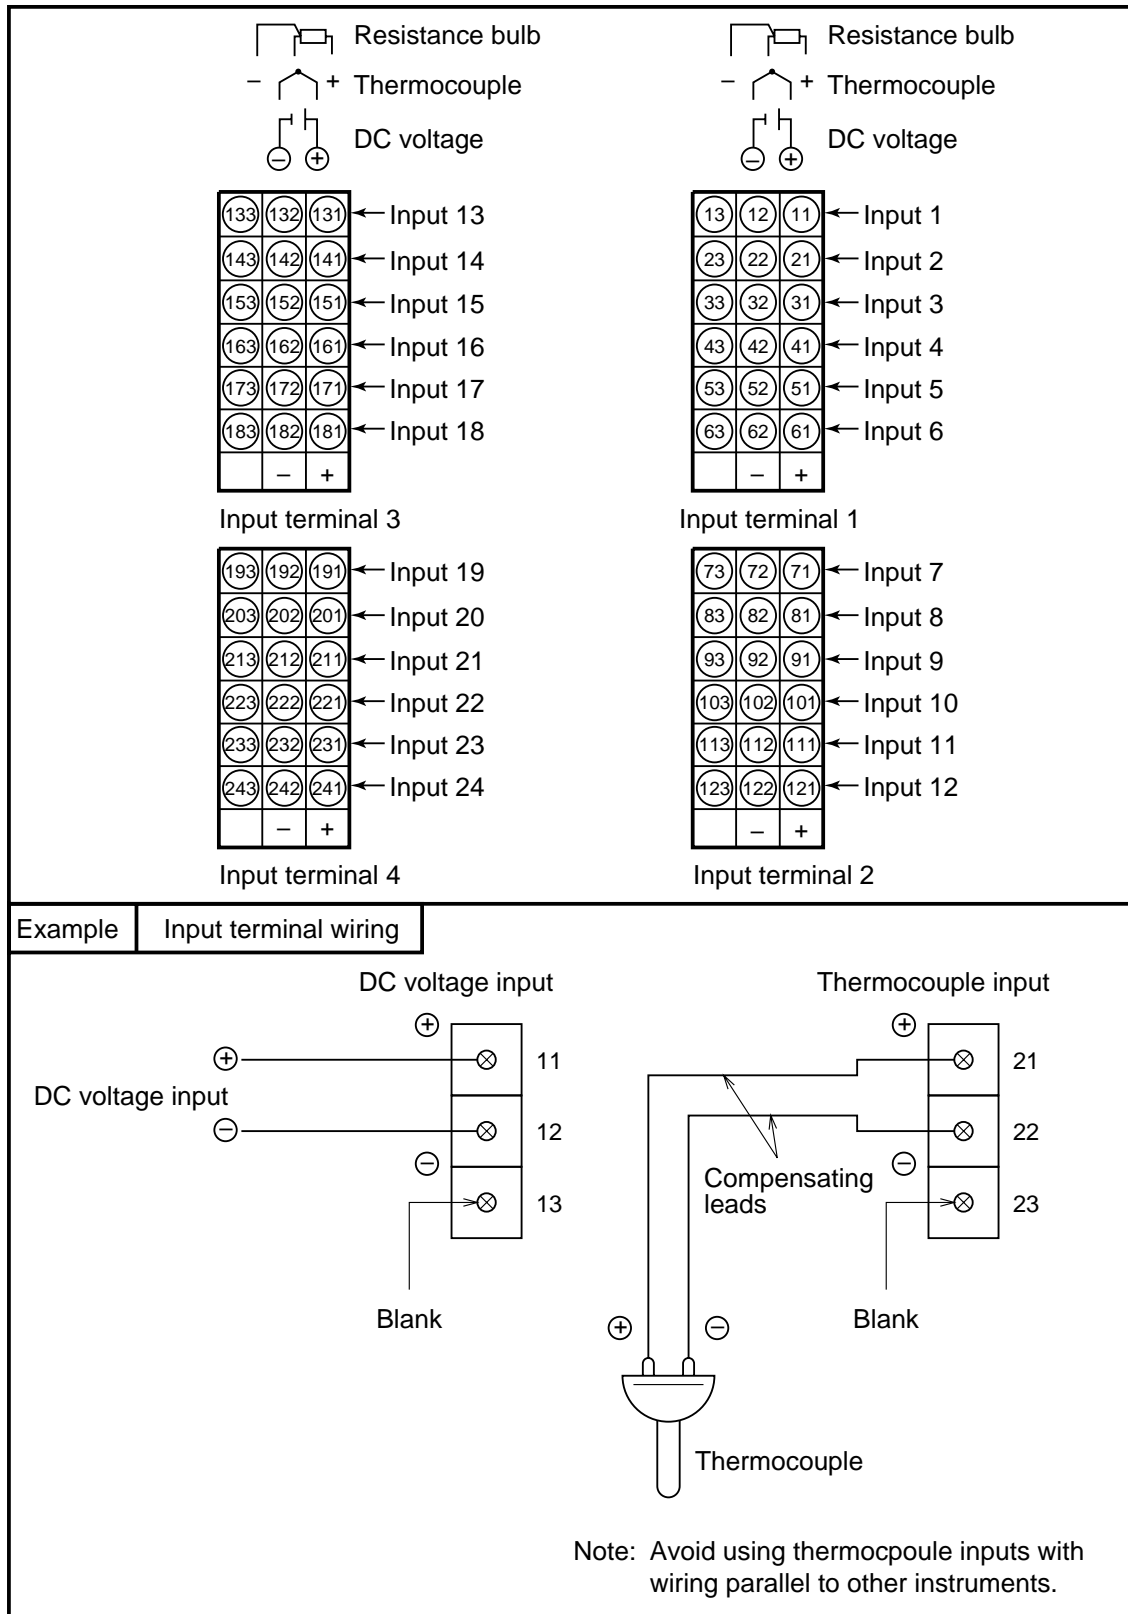 Resistance bulb
– + Thermocouple
– + DC voltage
133 132 131 Input 13
143 142 141 Input 14
153 152 151 Input 15
163 162 161 Input 16
173 172 171 Input 17
183 182 181 Input 18
– +
Input terminal 3
Resistance bulb
– + Thermocouple
– + DC voltage
13 12 11 Input 1
23 22 21 Input 2
33 32 31 Input 3
43 42 41 Input 4
53 52 51 Input 5
63 62 61 Input 6
– +
Input terminal 1
193 192 191 Input 19
203 202 201 Input 20
213 212 211 Input 21
223 222 221 Input 22
233 232 231 Input 23
243 242 241 Input 24
– +
Input terminal 4
73 72 71 Input 7
83 82 81 Input 8
93 92 91 Input 9
103 102 101 Input 10
113 112 111 Input 11
123 122 121 Input 12
– +
Input terminal 2
Example Input terminal wiring
DC voltage input
+
+ 11
DC voltage input
– 12
–
13
Blank
Thermocouple input
+
21
22
–
Compensating
leads
23
Blank
+ –
Thermocouple
Note: Avoid using thermocpoule inputs with
wiring parallel to other instruments.